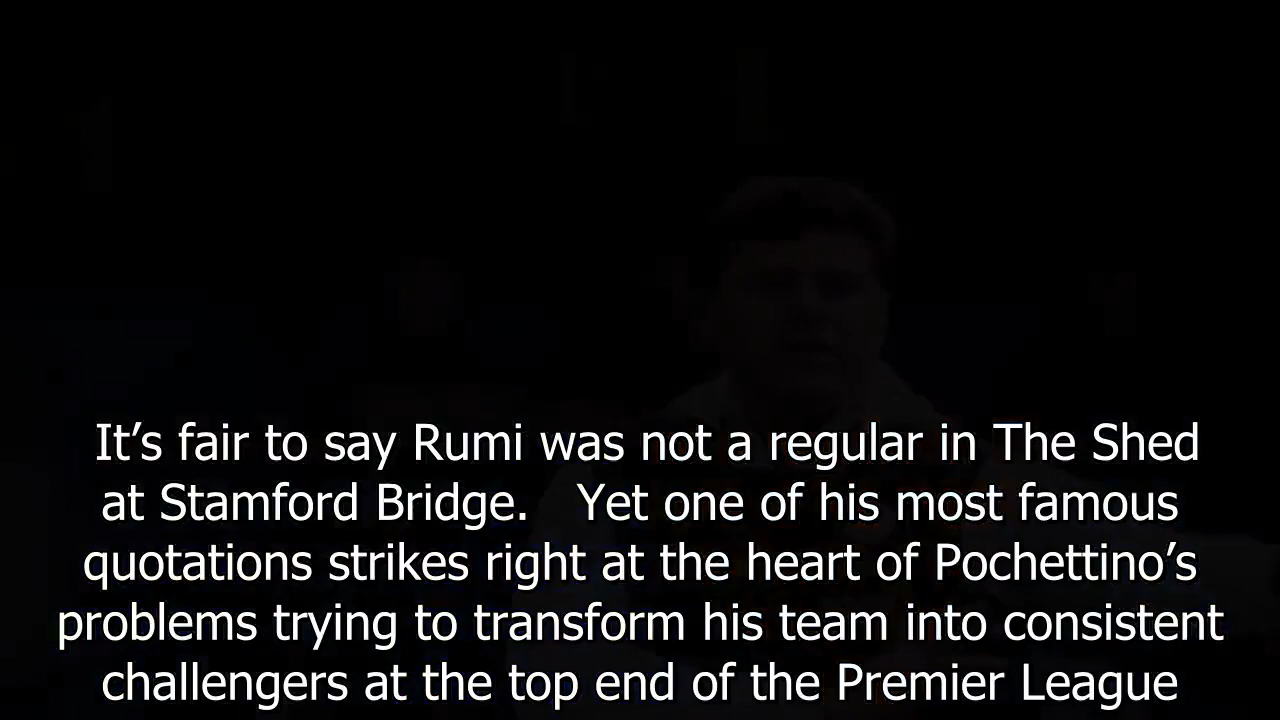 It’s fair to say Rumi was not a regular in The Shed
at Stamford Bridge.   Yet one of his most famous
quotations strikes right at the heart of Pochettino’s
problems trying to transform his team into consistent
challengers at the top end of the Premier League